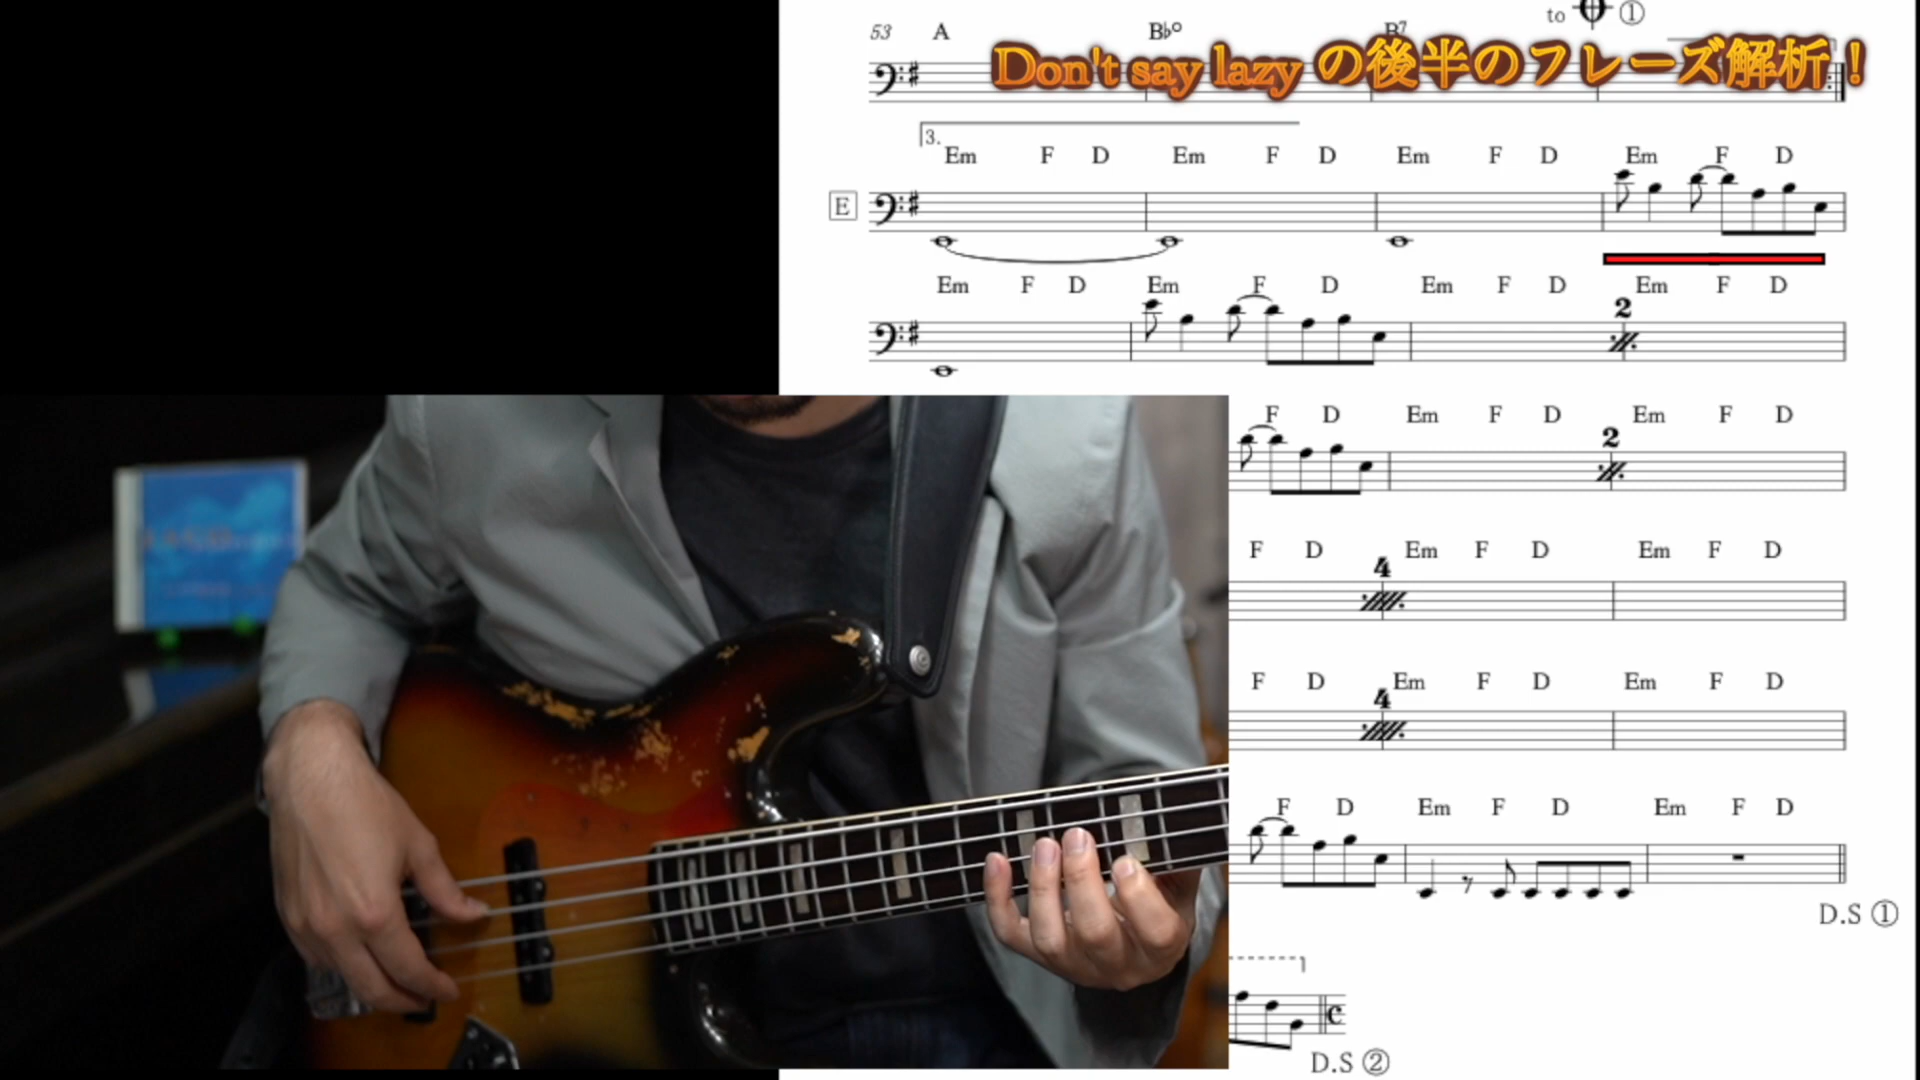 to ①
53 A B♭° B7
Don't say lazy の後半のフレーズ解析！
3.
Em F D Em F D Em F D Em F D
E
Em F D Em F D Em F D Em F D
2
F D Em F D Em F D
2
F D Em F D Em F D
4
F D Em F D Em F D
4
F D Em F D Em F D
D.S ①
D.S ②